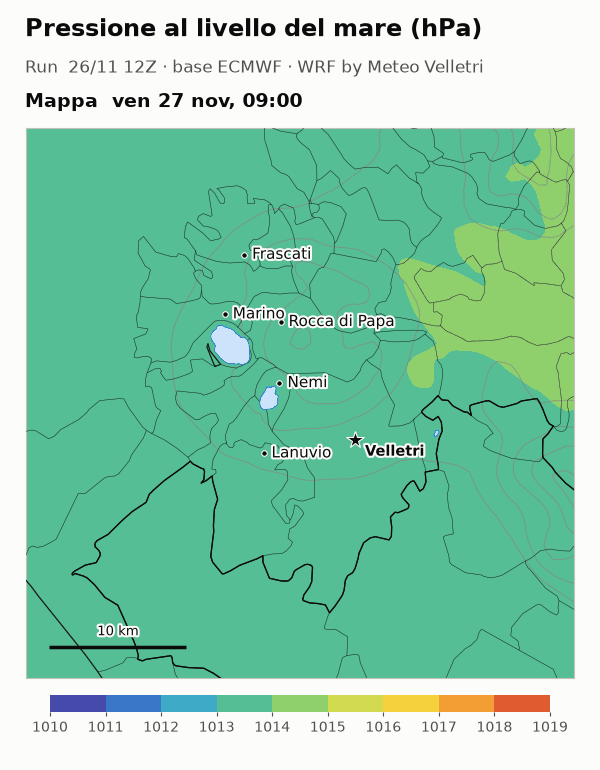 Pressione al livello del mare (hPa)
Run  26/11 12Z · base ECMWF · WRF by Meteo Velletri
Mappa  ven 27 nov, 09:00
Frascati
Marino
Rocca di Papa
Nemi
Velletri
Lanuvio
10 km
1010 1011 1012 1013 1014 1015 1016 1017 1018 1019